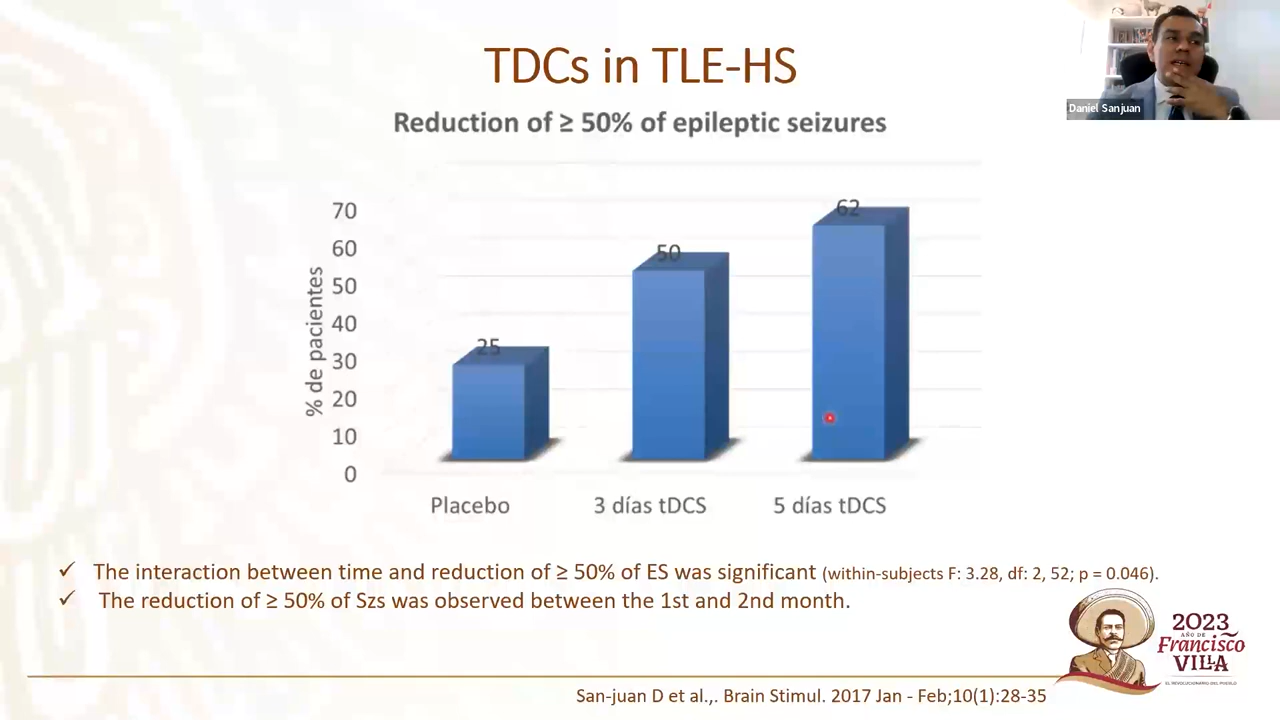 TDCs in TLE-HS
Daniel Sanjuan
Reduction of ≥ 50% of epileptic seizures
% de pacientes
70
60
50
40
30
20
10
0
25
50
62
Placebo
3 días tDCS
5 días tDCS
✓ The interaction between time and reduction of ≥ 50% of ES was significant (within-subjects F: 3.28, df: 2, 52; p = 0.046).
✓ The reduction of ≥ 50% of Szs was observed between the 1st and 2nd month.
2023
AÑO DE
Francisco
VILLA
EL REVOLUCIONARIO DEL PUEBLO
San-juan D et al.,. Brain Stimul. 2017 Jan - Feb;10(1):28-35